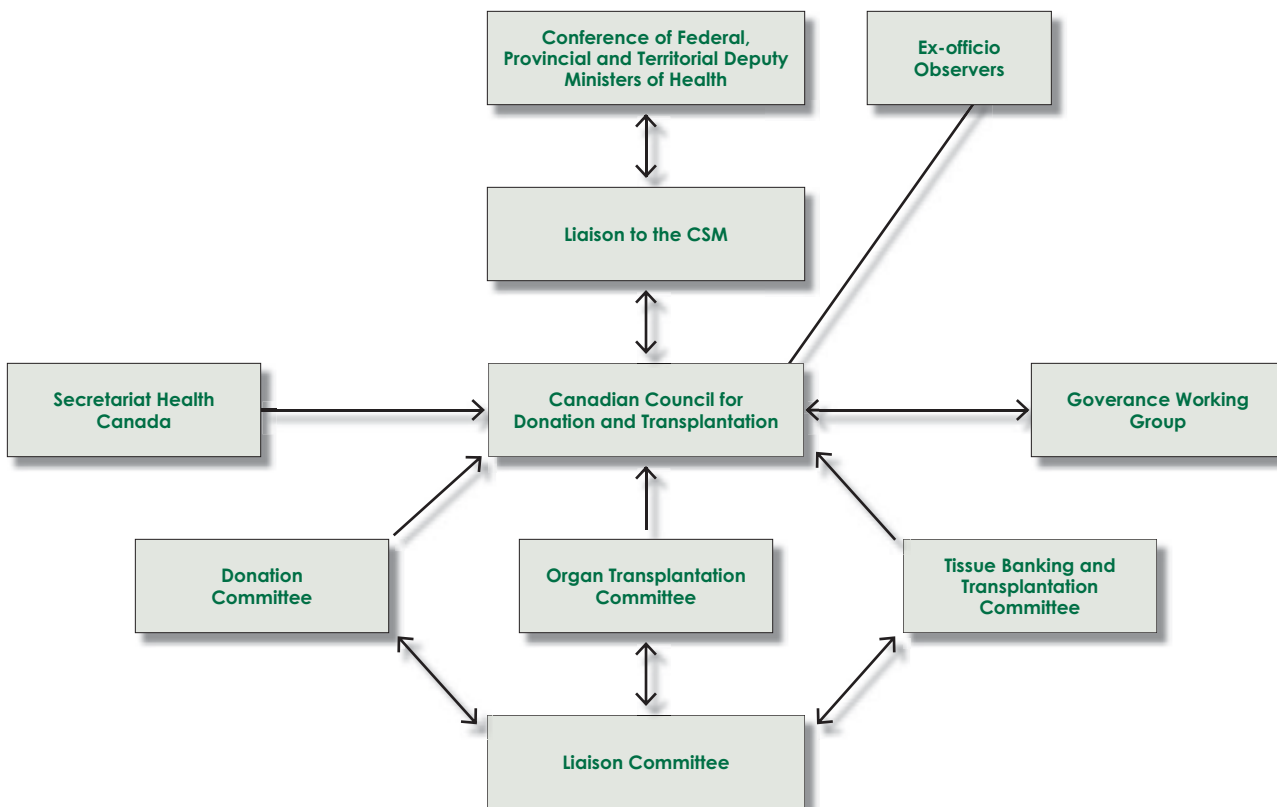 Conference of Federal,
Provincial and Territorial Deputy
Ministers of Health
Ex-officio
Observers
Liaison to the CSM
Secretariat Health
Canada
Canadian Council for
Donation and Transplantation
Goverance Working
Group
Donation
Committee
Organ Transplantation
Committee
Tissue Banking and
Transplantation
Committee
Liaison Committee